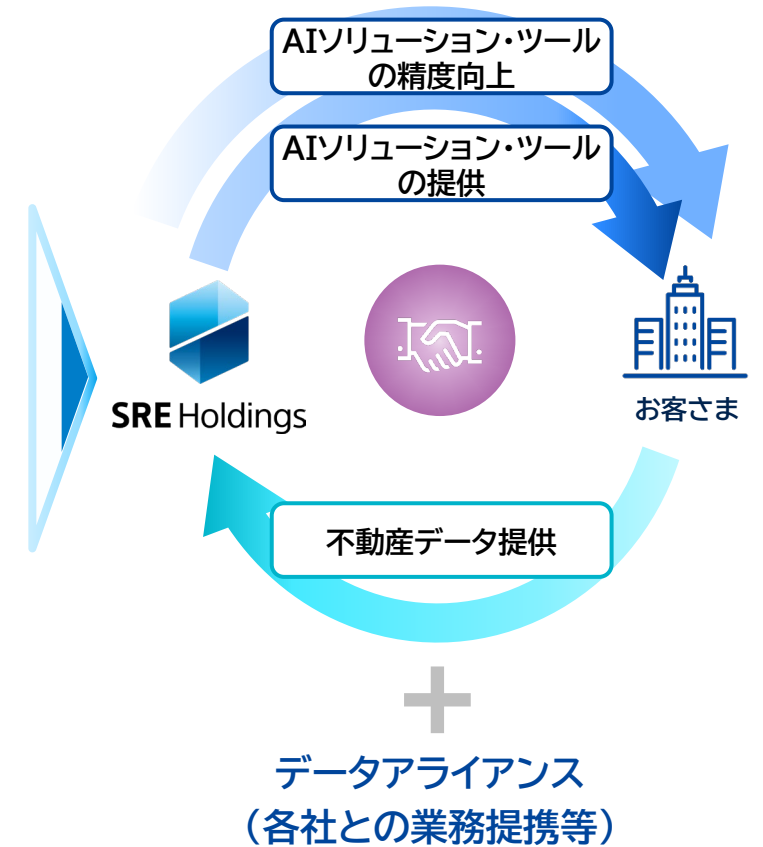 AIソリューション・ツール
の精度向上
AIソリューション・ツール
の提供
SRE Holdings
お客さま
不動産データ提供
データアライアンス
（各社との業務提携等）